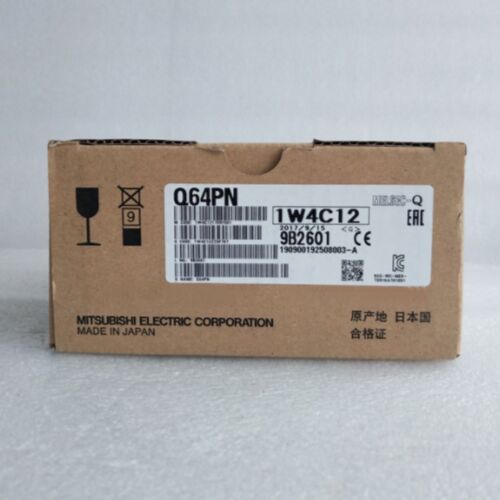 Q64PN
MELSEC-Q
1W4C12
EAC
2017/9/15 <G>
9B2601 CE
190900192508003-A
9
MITSUBISHI ELECTRIC CORPORATION
MADE IN JAPAN
原产地 日本国
合格证